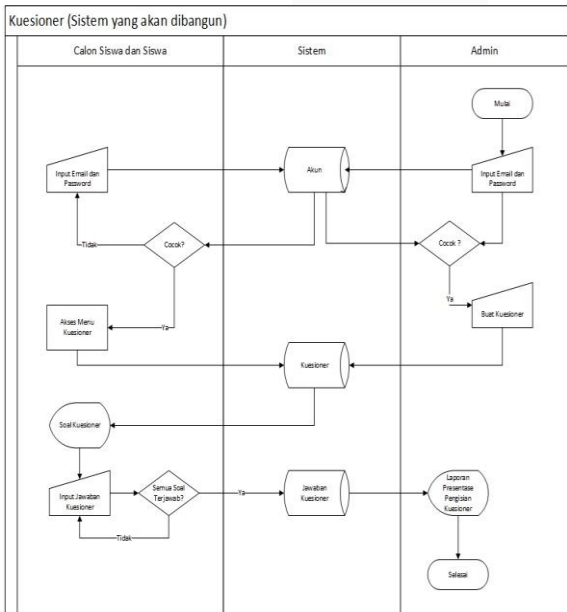 Kuesioner (Sistem yang akan dibangun)
Calon Siswa dan Siswa
Sistem
Admin
Mulai
Input Email dan
Password
Akun
Input Email dan
Password
Tidak
Cocok?
Cocok ?
Ya
Ya
Akses Menu
Kuesioner
Buat Kuesioner
Kuesioner
Soal Kuesioner
Input Jawaban
Kuesioner
Semua Soal
Terjawab?
Ya
Jawaban
Kuesioner
Laporan
Presentase
Pengisian
Kuesioner
Tidak
Selesai